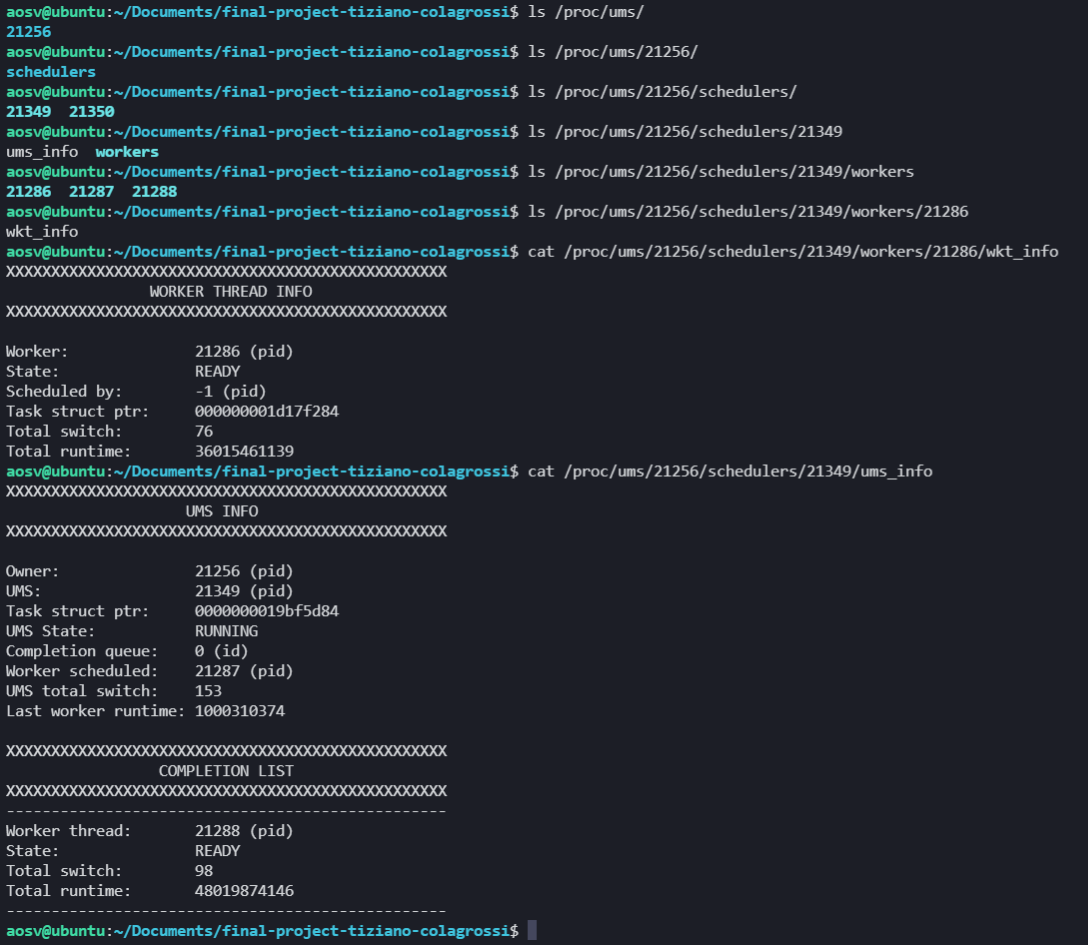 aosv@ubuntu:~/Documents/final-project-tiziano-colagrossi$ ls /proc/ums/
21256
aosv@ubuntu:~/Documents/final-project-tiziano-colagrossi$ ls /proc/ums/21256/
schedulers
aosv@ubuntu:~/Documents/final-project-tiziano-colagrossi$ ls /proc/ums/21256/schedulers/
21349  21350
aosv@ubuntu:~/Documents/final-project-tiziano-colagrossi$ ls /proc/ums/21256/schedulers/21349
ums_info  workers
aosv@ubuntu:~/Documents/final-project-tiziano-colagrossi$ ls /proc/ums/21256/schedulers/21349/workers
21286  21287  21288
aosv@ubuntu:~/Documents/final-project-tiziano-colagrossi$ ls /proc/ums/21256/schedulers/21349/workers/21286
wkt_info
aosv@ubuntu:~/Documents/final-project-tiziano-colagrossi$ cat /proc/ums/21256/schedulers/21349/workers/21286/wkt_info
XXXXXXXXXXXXXXXXXXXXXXXXXXXXXXXXXXXXXXXXXXXXXXXXX
                WORKER THREAD INFO
XXXXXXXXXXXXXXXXXXXXXXXXXXXXXXXXXXXXXXXXXXXXXXXXX

Worker:              21286 (pid)
State:               READY
Scheduled by:        -1 (pid)
Task struct ptr:     000000001d17f284
Total switch:        76
Total runtime:       36015461139
aosv@ubuntu:~/Documents/final-project-tiziano-colagrossi$ cat /proc/ums/21256/schedulers/21349/ums_info
XXXXXXXXXXXXXXXXXXXXXXXXXXXXXXXXXXXXXXXXXXXXXXXXX
                    UMS INFO
XXXXXXXXXXXXXXXXXXXXXXXXXXXXXXXXXXXXXXXXXXXXXXXXX

Owner:               21256 (pid)
UMS:                 21349 (pid)
Task struct ptr:     0000000019bf5d84
UMS State:           RUNNING
Completion queue:    0 (id)
Worker scheduled:    21287 (pid)
UMS total switch:    153
Last worker runtime: 1000310374

XXXXXXXXXXXXXXXXXXXXXXXXXXXXXXXXXXXXXXXXXXXXXXXXX
                 COMPLETION LIST
XXXXXXXXXXXXXXXXXXXXXXXXXXXXXXXXXXXXXXXXXXXXXXXXX
-------------------------------------------------
Worker thread:       21288 (pid)
State:               READY
Total switch:        98
Total runtime:       48019874146
-------------------------------------------------
aosv@ubuntu:~/Documents/final-project-tiziano-colagrossi$